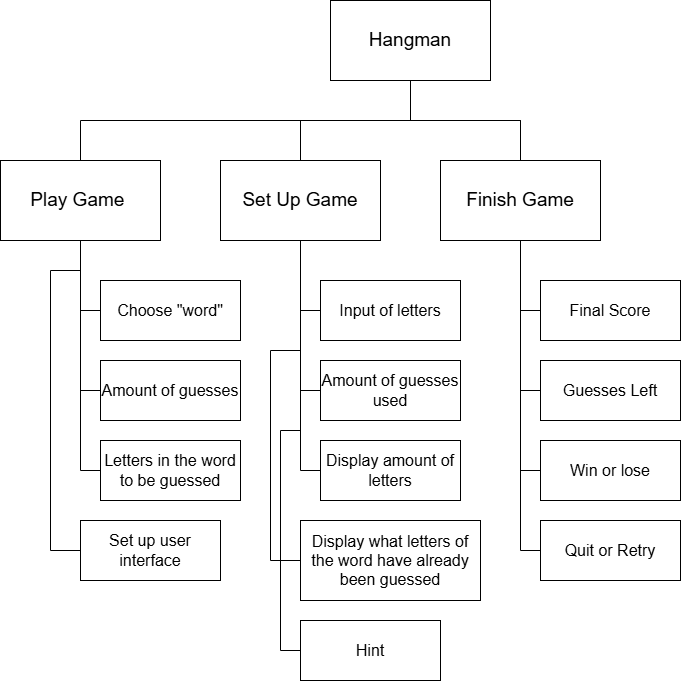 Hangman
Play Game
Set Up Game
Finish Game
Choose "word"
Amount of guesses
Letters in the word
to be guessed
Set up user
interface
Input of letters
Amount of guesses
used
Display amount of
letters
Display what letters of
the word have already
been guessed
Hint
Final Score
Guesses Left
Win or lose
Quit or Retry